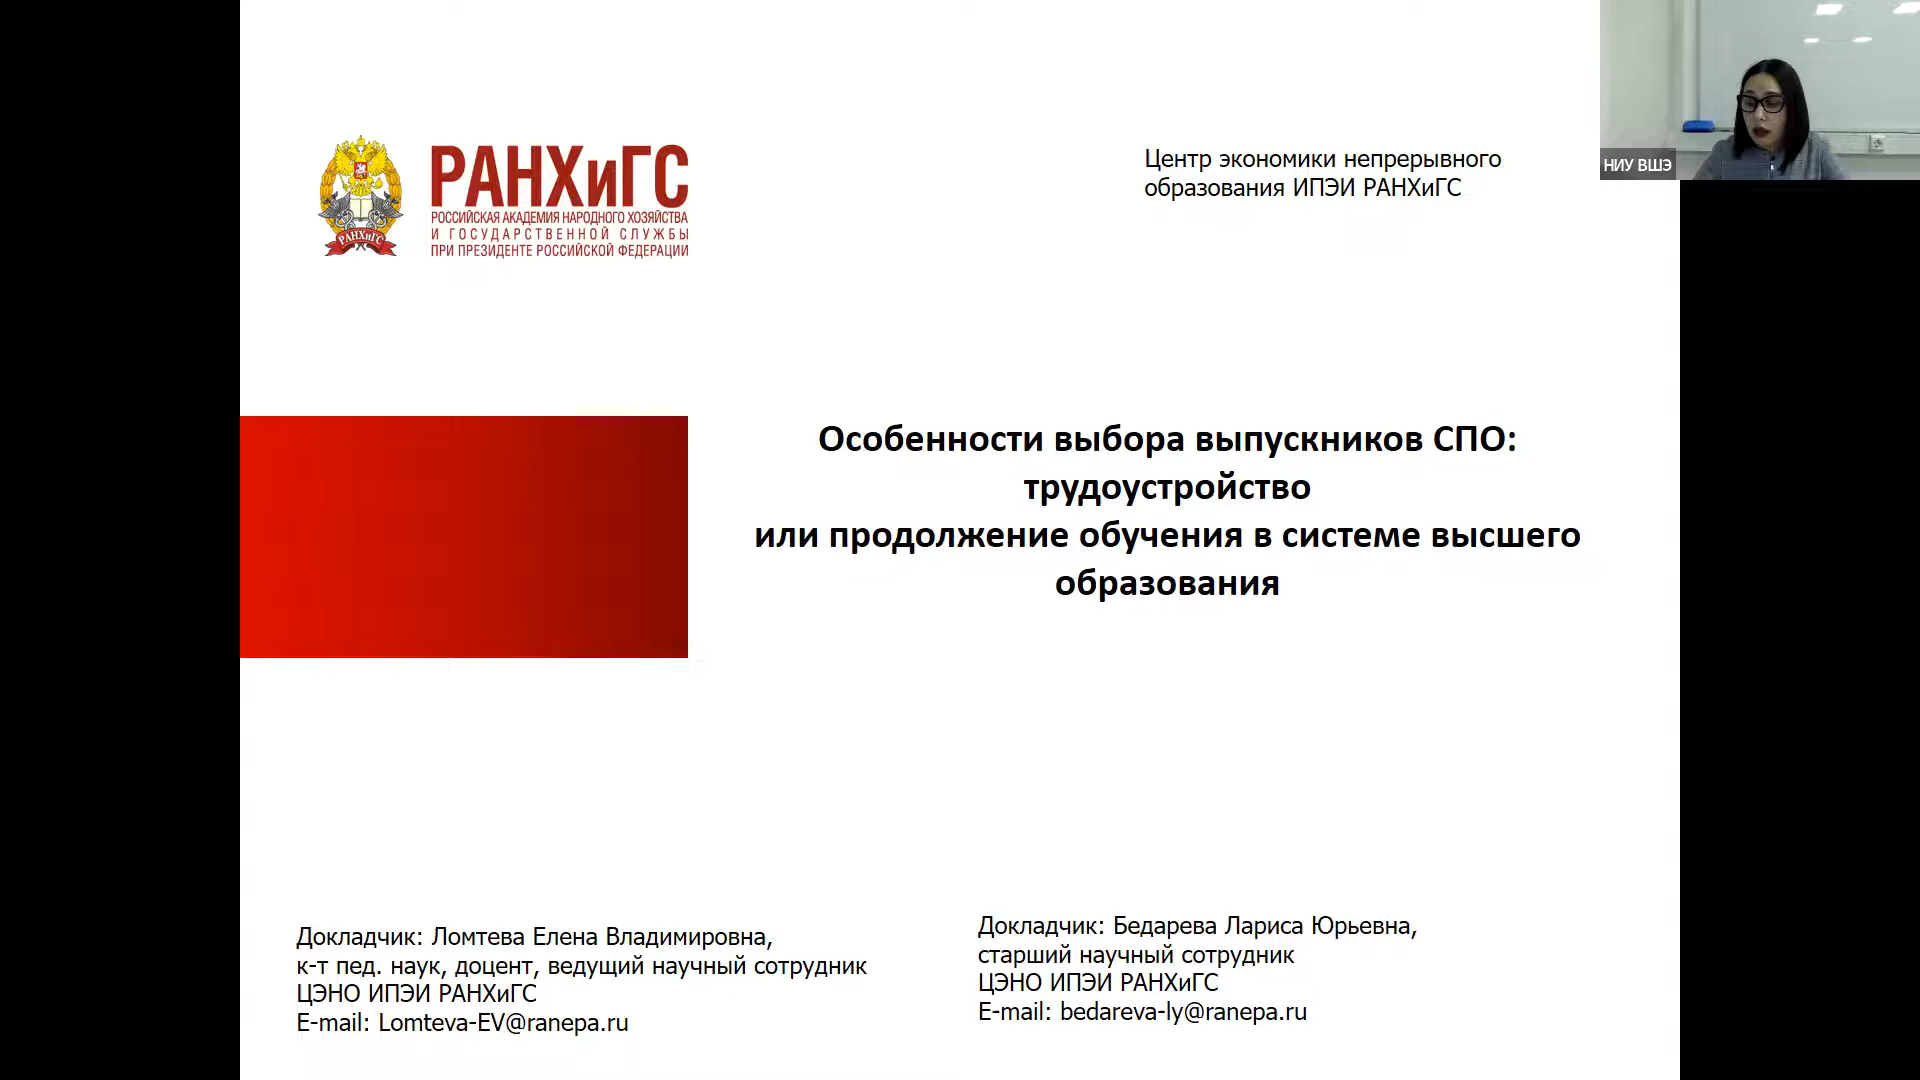 РАНХиГС
РОССИЙСКАЯ АКАДЕМИЯ НАРОДНОГО ХОЗЯЙСТВА
И ГОСУДАРСТВЕННОЙ СЛУЖБЫ
ПРИ ПРЕЗИДЕНТЕ РОССИЙСКОЙ ФЕДЕРАЦИИ
РАНХиГС
Центр экономики непрерывного
образования ИПЭИ РАНХиГС
НИУ ВШЭ
Особенности выбора выпускников СПО:
трудоустройство
или продолжение обучения в системе высшего
образования
Докладчик: Ломтева Елена Владимировна,
к-т пед. наук, доцент, ведущий научный сотрудник
ЦЭНО ИПЭИ РАНХиГС
E-mail: Lomteva-EV@ranepa.ru
Докладчик: Бедарева Лариса Юрьевна,
старший научный сотрудник
ЦЭНО ИПЭИ РАНХиГС
E-mail: bedareva-ly@ranepa.ru